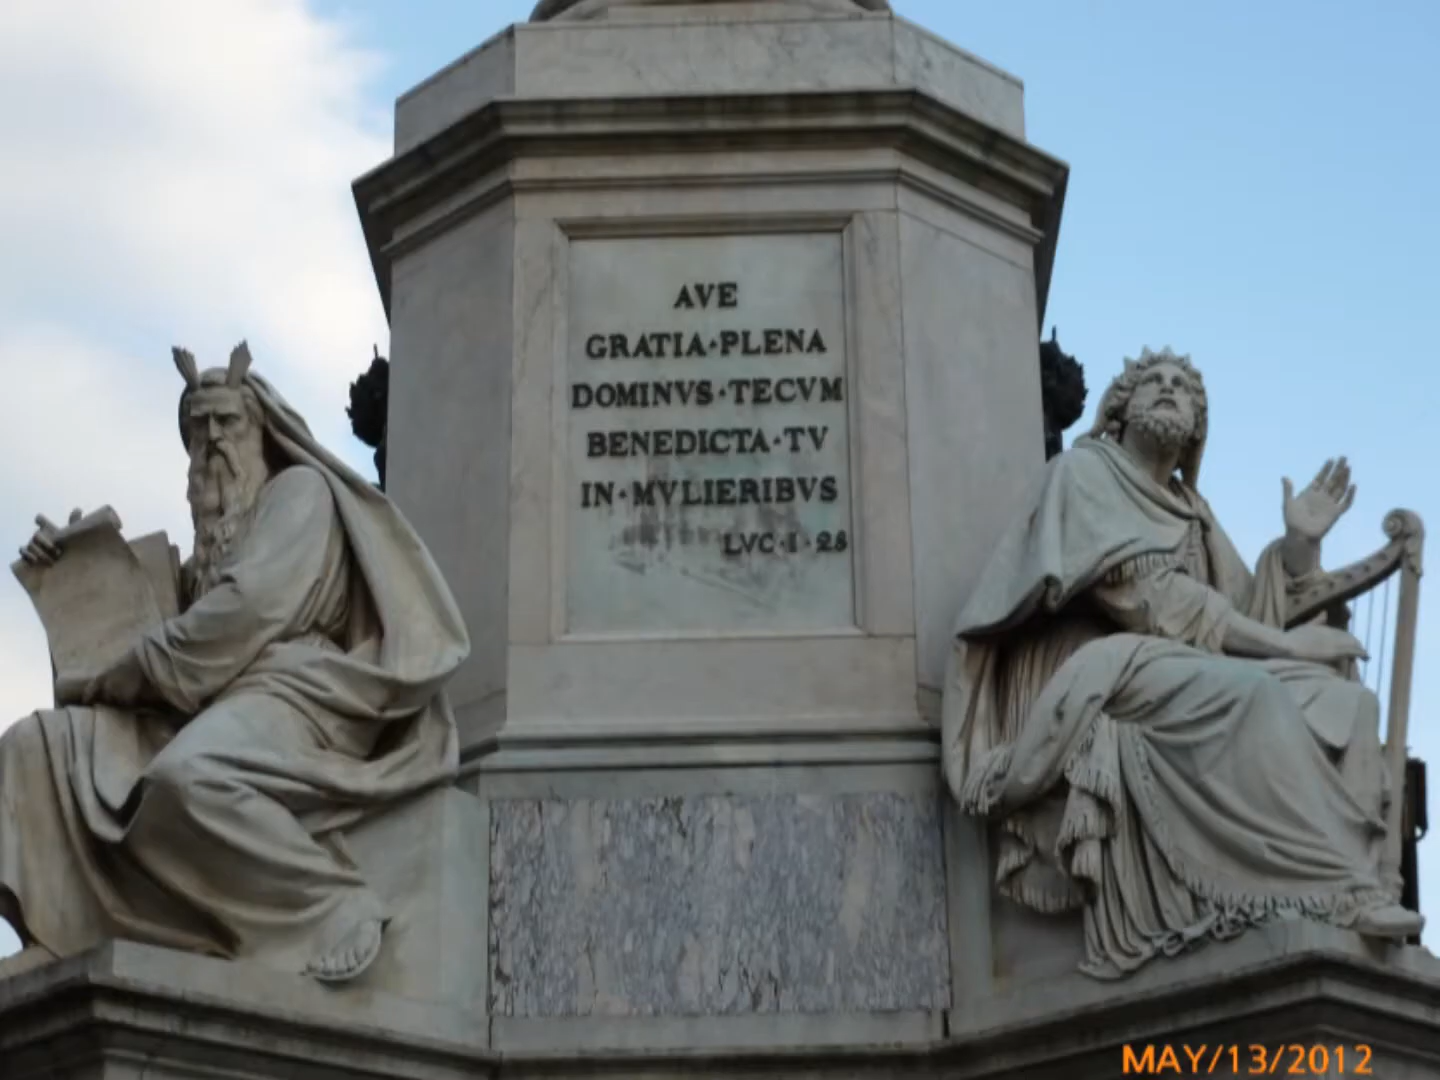 AVE
GRATIA·PLENA
DOMINVS·TECVM
BENEDICTA·TV
IN·MVLIERIBVS
LVC·I·28
MAY/13/2012